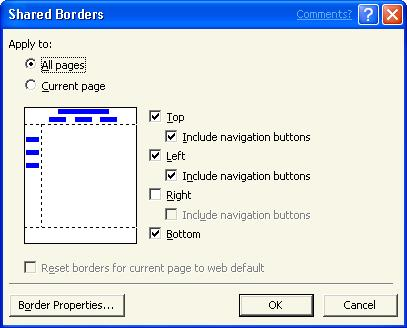 Shared Borders Comments? ?
Apply to:
All pages
Current page
Top
Include navigation buttons
Left
Include navigation buttons
Right
Include navigation buttons
Bottom
Reset borders for current page to web default
Border Properties... OK Cancel